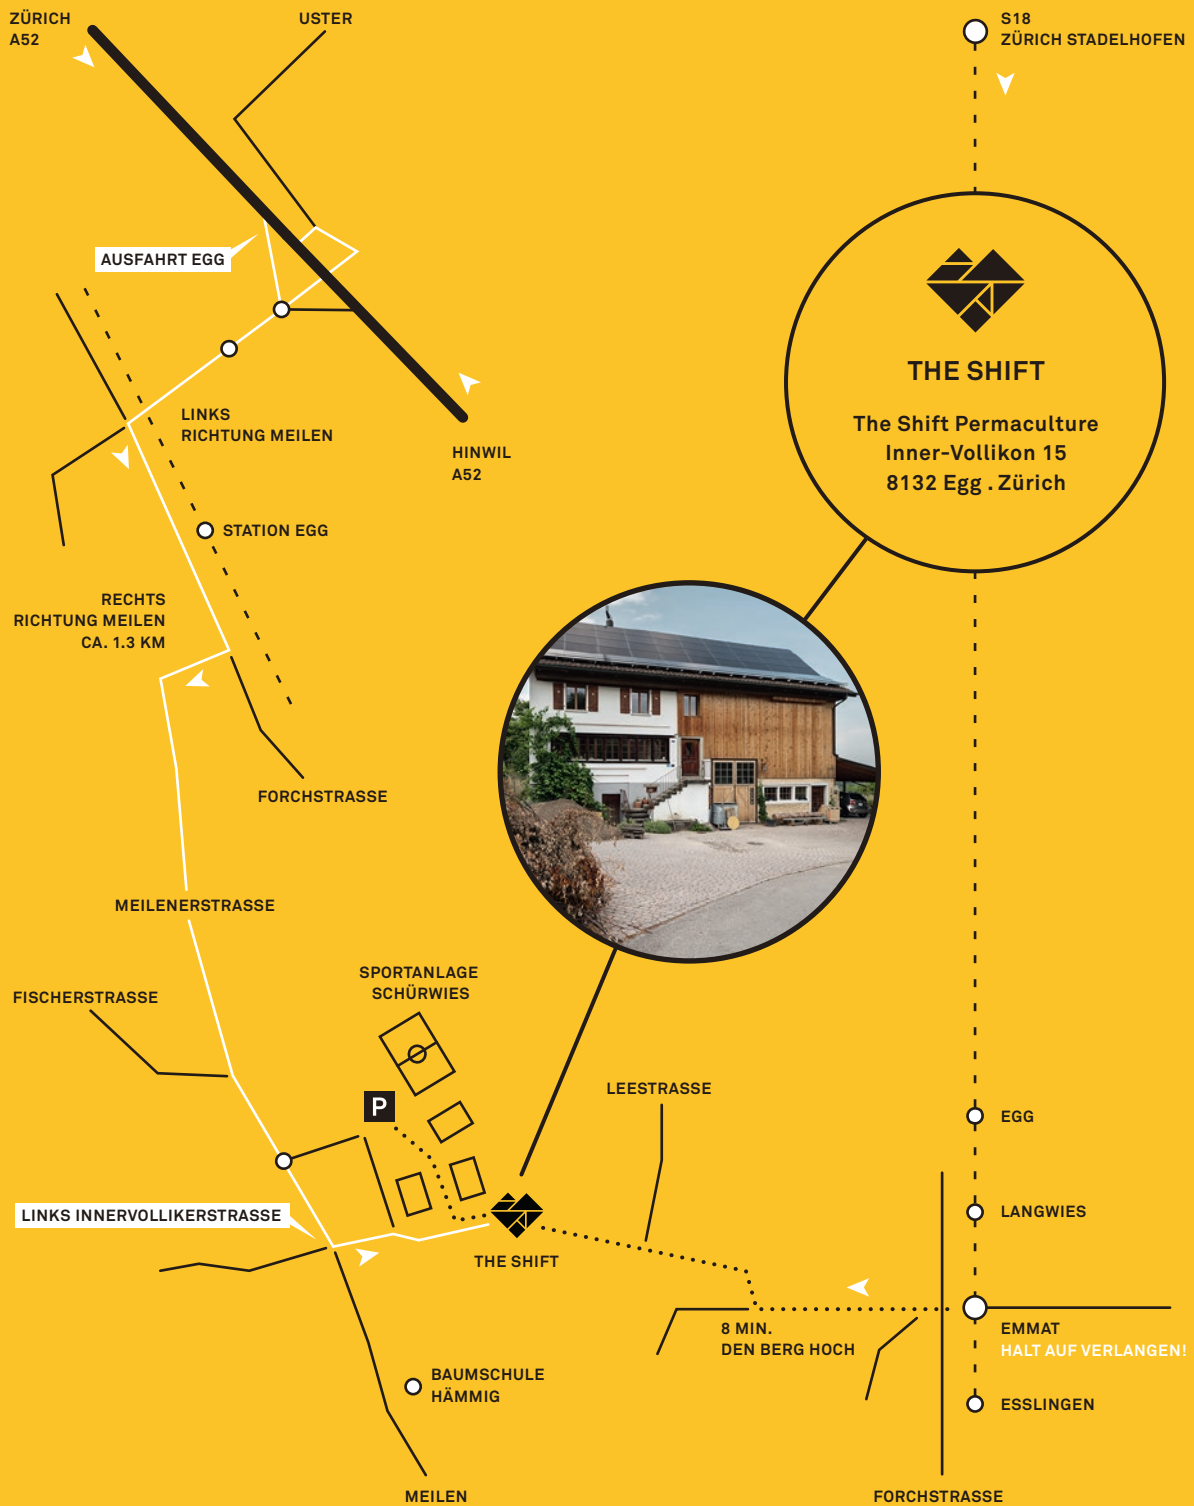 ZÜRICH
A52
USTER
S18
ZÜRICH STADELHOFEN
AUSFAHRT EGG
THE SHIFT
The Shift Permaculture
Inner-Vollikon 15
8132 Egg . Zürich
LINKS
RICHTUNG MEILEN
HINWIL
A52
STATION EGG
RECHTS
RICHTUNG MEILEN
CA. 1.3 KM
FORCHSTRASSE
MEILENERSTRASSE
SPORTANLAGE
SCHÜRWIES
FISCHERSTRASSE
P
LEESTRASSE
EGG
LINKS INNERVOLLIKERSTRASSE
LANGWIES
THE SHIFT
8 MIN.
DEN BERG HOCH
EMMAT
HALT AUF VERLANGEN!
BAUMSCHULE
HÄMMIG
ESSLINGEN
MEILEN
FORCHSTRASSE